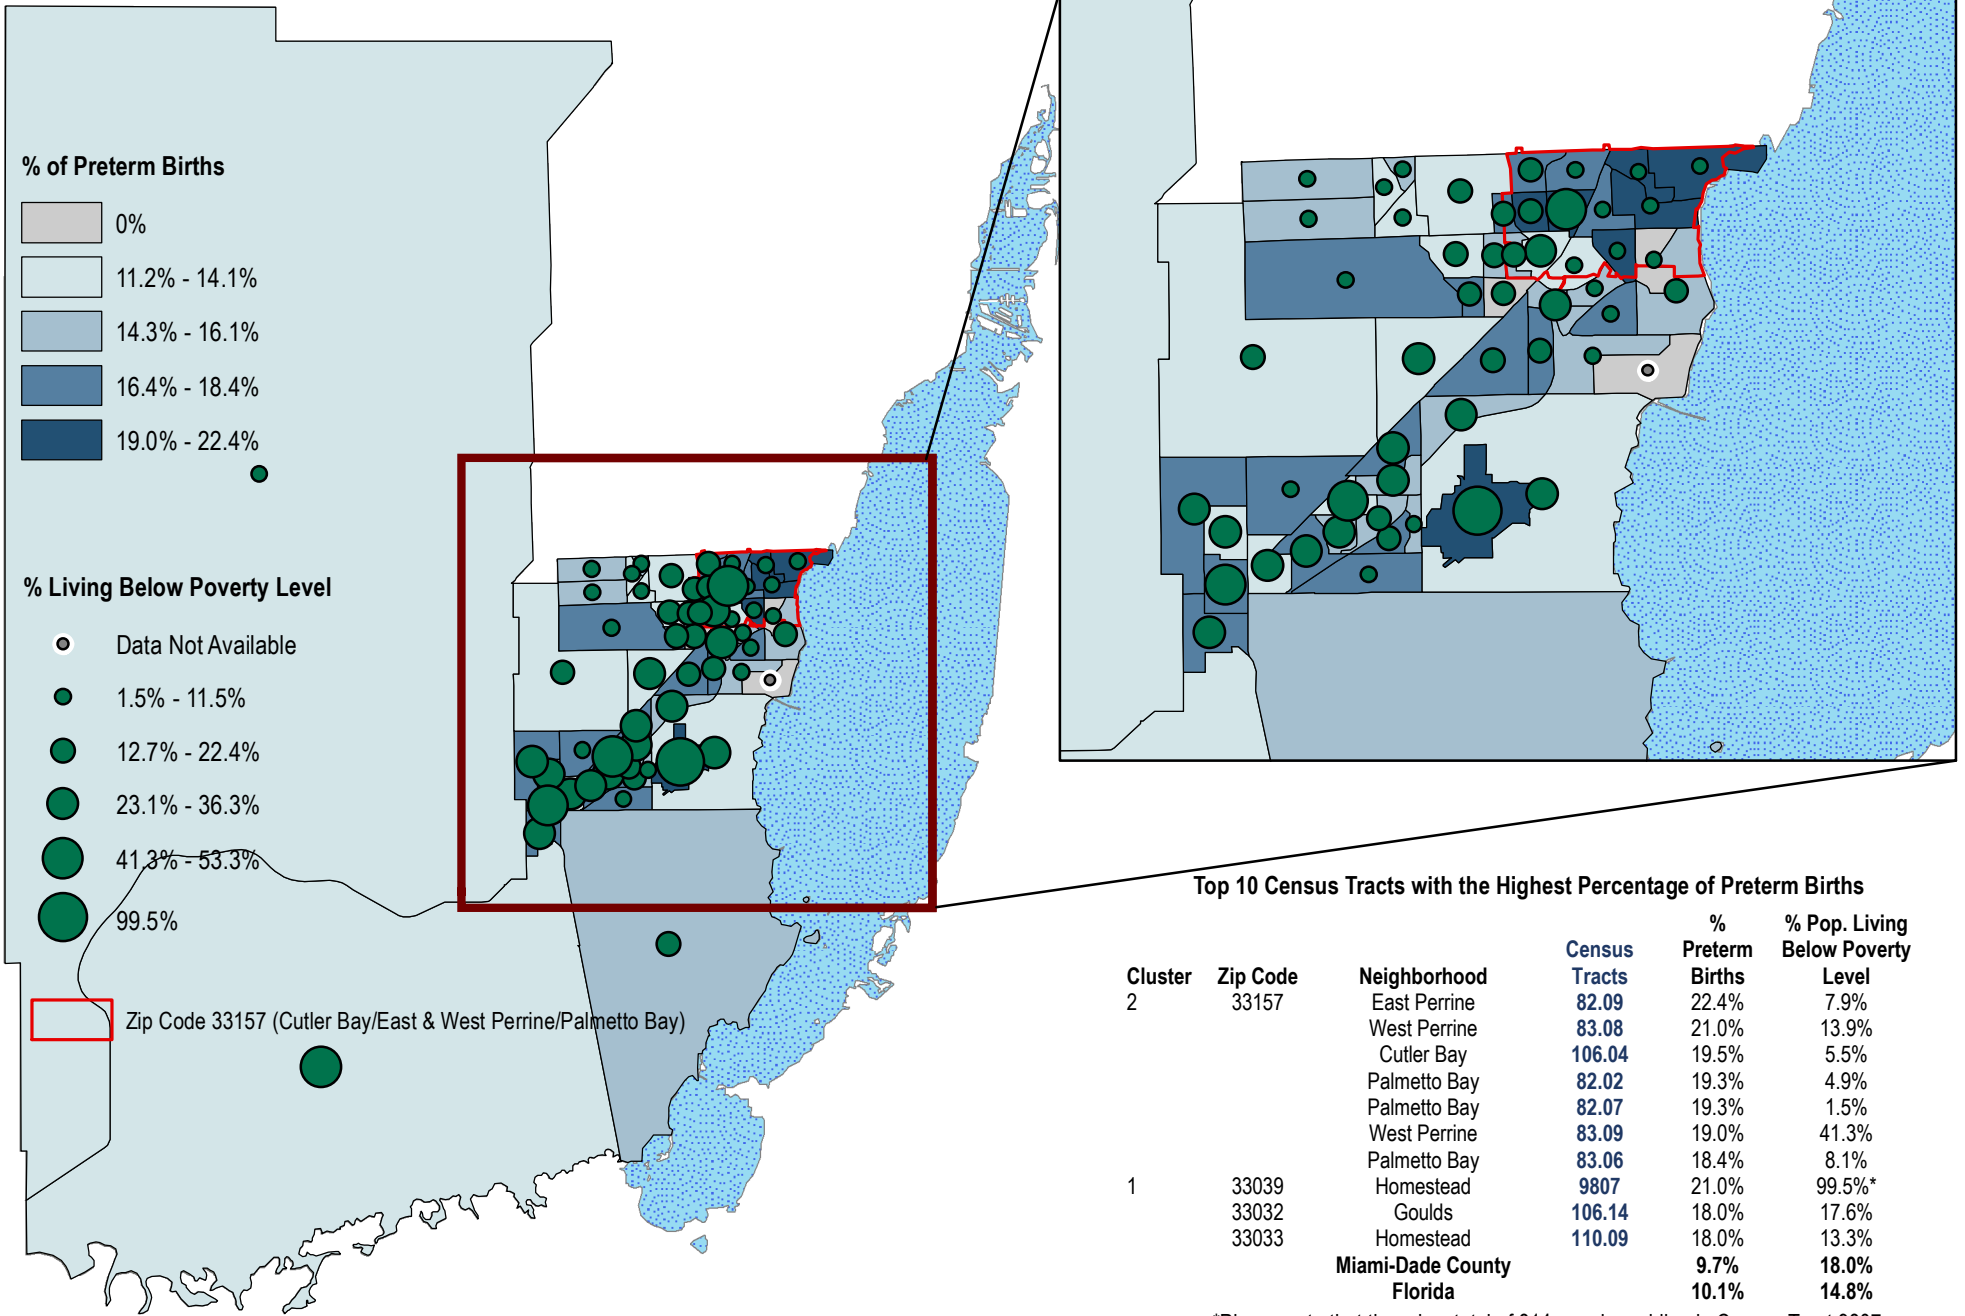 % of Preterm Births
0%
11.2% - 14.1%
14.3% - 16.1%
16.4% - 18.4%
19.0% - 22.4%
% Living Below Poverty Level
Data Not Available
1.5% - 11.5%
12.7% - 22.4%
23.1% - 36.3%
41.3% - 53.3%
99.5%
Zip Code 33157 (Cutler Bay/East & West Perrine/Palmetto Bay)
Top 10 Census Tracts with the Highest Percentage of Preterm Births
% % Pop. Living
Census Preterm Below Poverty
Cluster Zip Code Neighborhood Tracts Births Level
2 33157 East Perrine 82.09 22.4% 7.9%
West Perrine 83.08 21.0% 13.9%
Cutler Bay 106.04 19.5% 5.5%
Palmetto Bay 82.02 19.3% 4.9%
Palmetto Bay 82.07 19.3% 1.5%
West Perrine 83.09 19.0% 41.3%
Palmetto Bay 83.06 18.4% 8.1%
1 33039 Homestead 9807 21.0% 99.5%*
33032 Goulds 106.14 18.0% 17.6%
33033 Homestead 110.09 18.0% 13.3%
Miami-Dade County 9.7% 18.0%
Florida 10.1% 14.8%